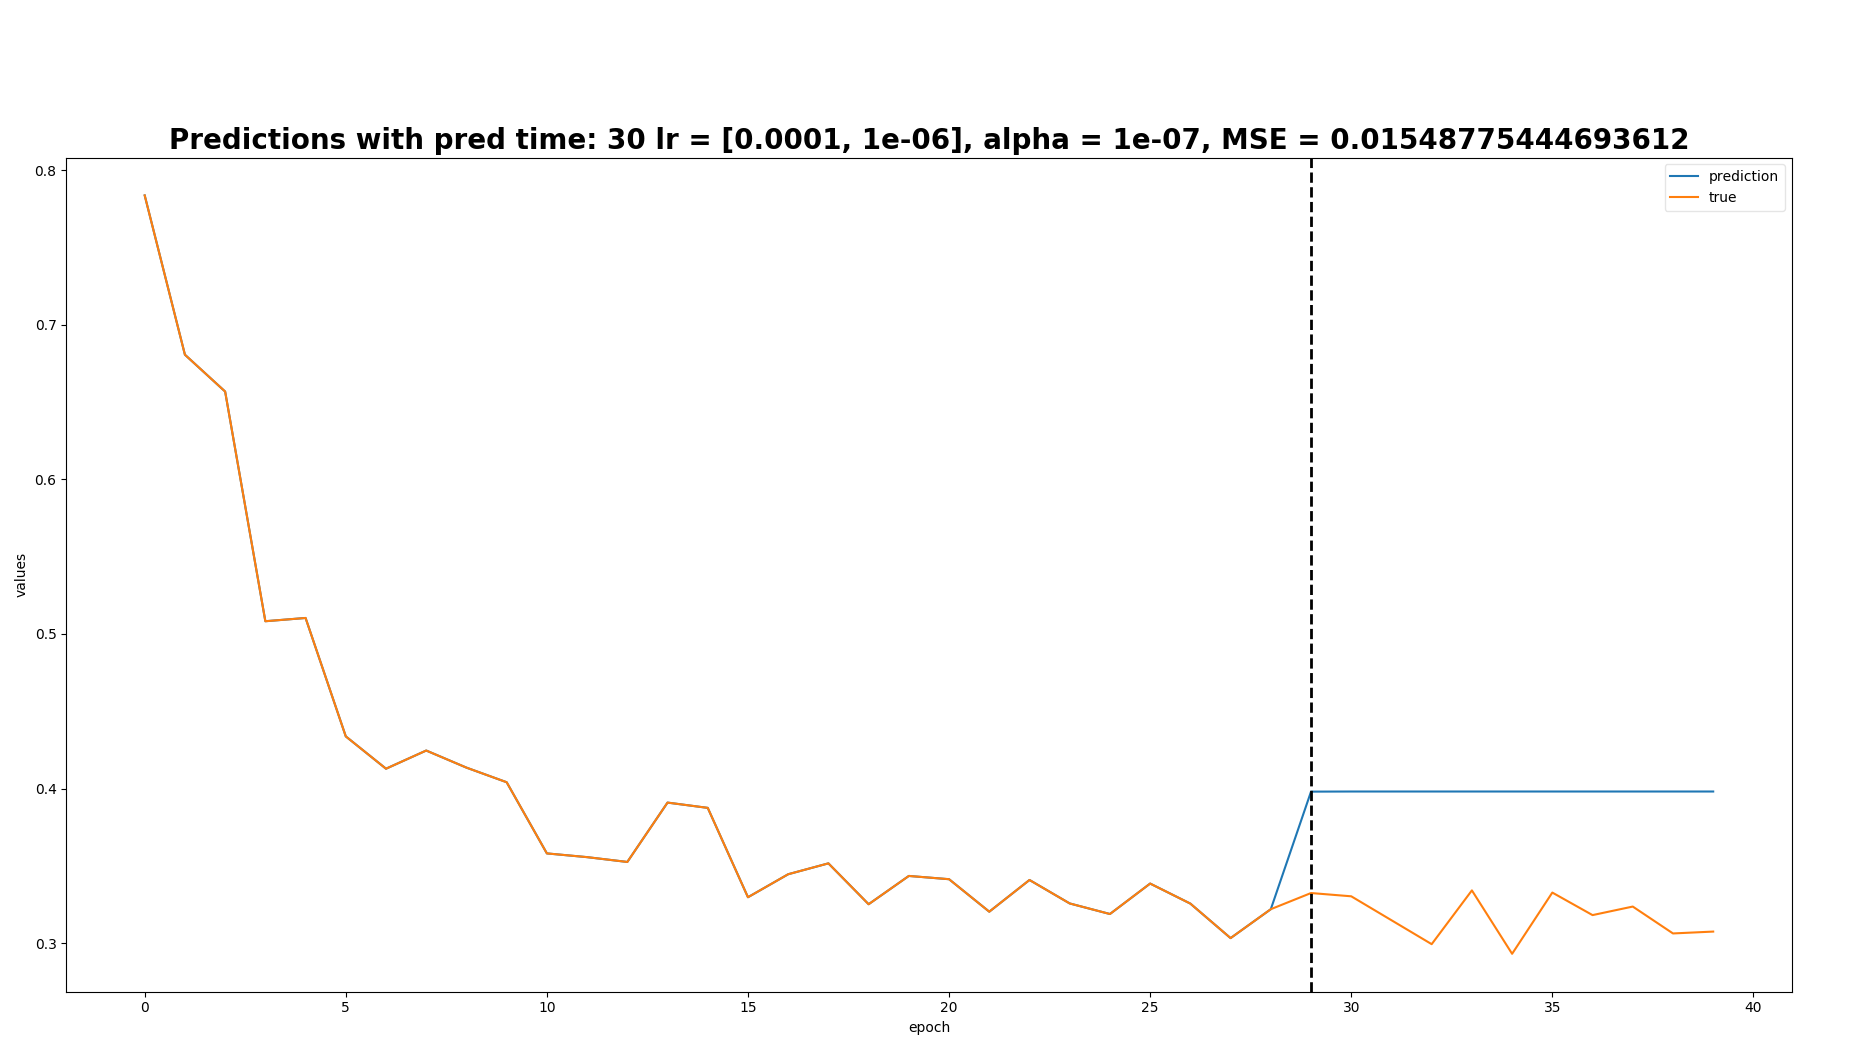 Predictions with pred time: 30 lr = [0.0001, 1e-06], alpha = 1e-07, MSE = 0.01548775444693612
prediction
true
0.8
0.7
0.6
0.5
0.4
0.3
values
0 5 10 15 20 25 30 35 40
epoch